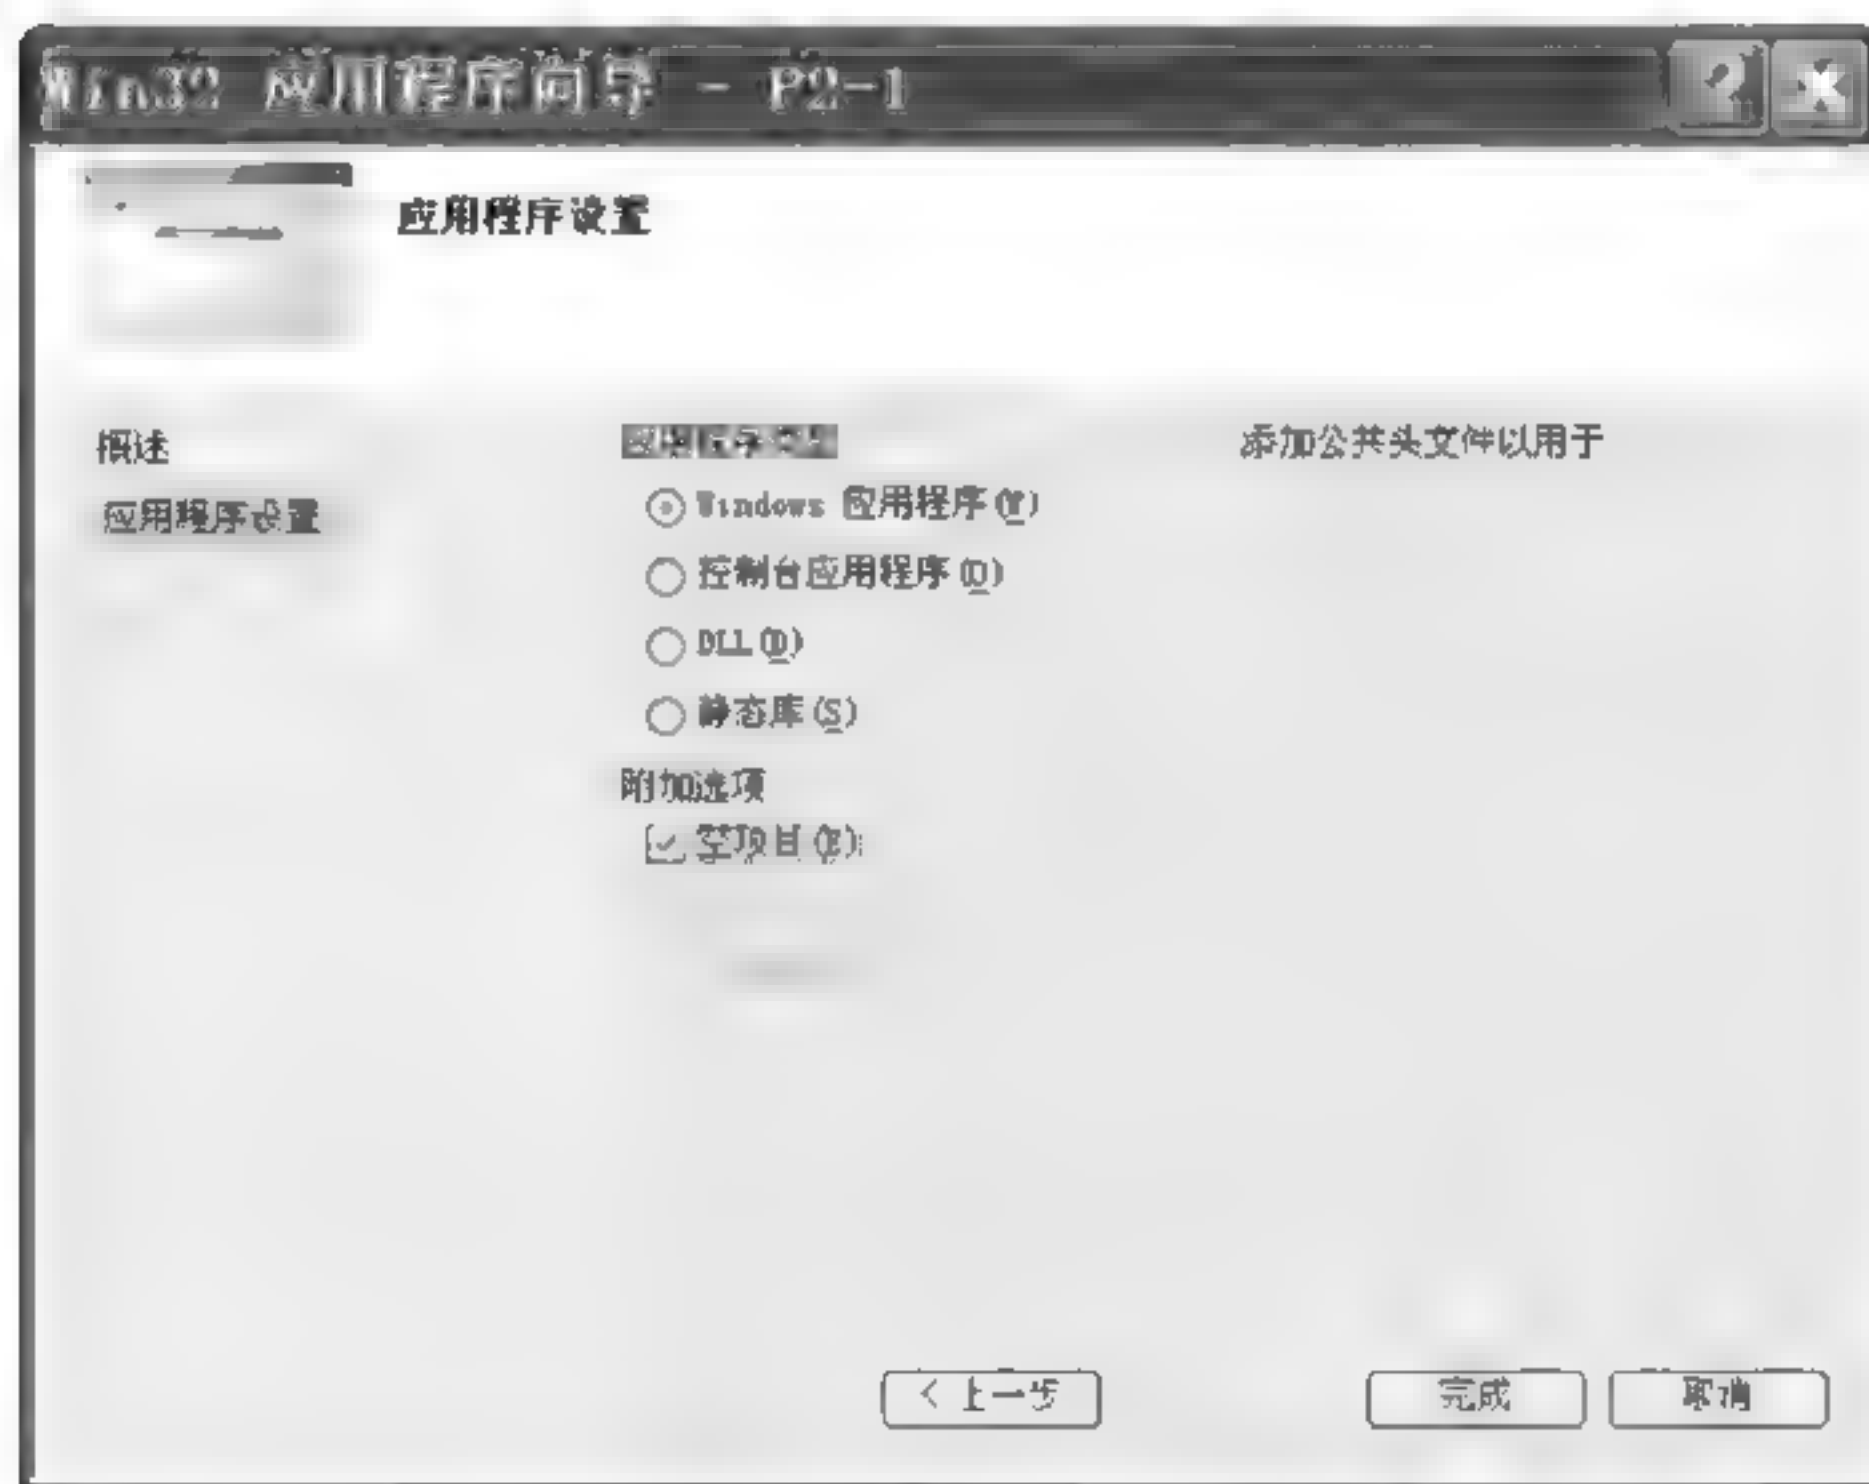 Win32 应用程序向导 - P2-1
应用程序设置
概述
应用程序设置
添加公共头文件以用于
Windows 应用程序(W)
控制台应用程序(O)
DLL(D)
静态库(S)
附加选项
空项目(E)
< 上一步
完成
取消